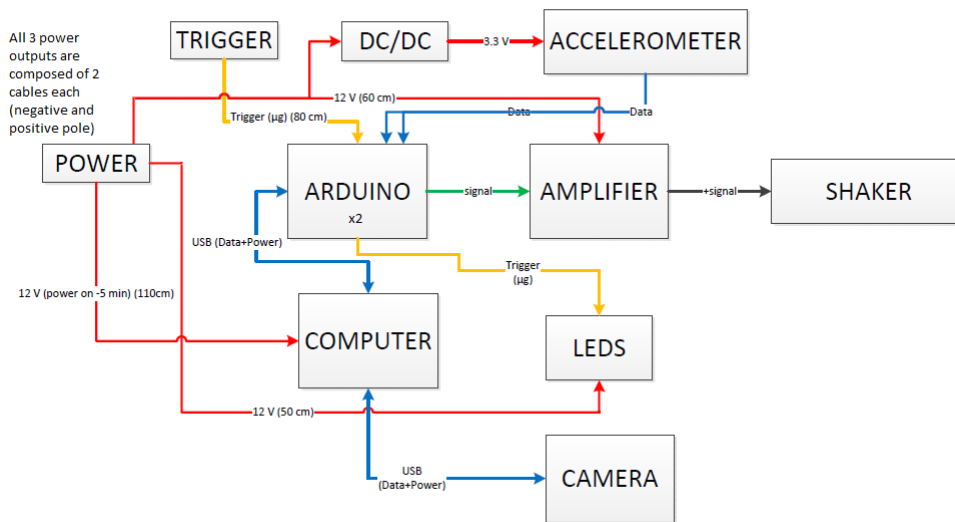 All 3 power
outputs are
composed of 2
cables each
(negative and
positive pole)
TRIGGER
DC/DC
3.3 V
ACCELEROMETER
12 V (60 cm)
Trigger (µg) (80 cm)
Data
Data
POWER
ARDUINO
x2
signal
AMPLIFIER
+signal
SHAKER
USB (Data+Power)
Trigger
(µg)
12 V (power on -5 min) (110cm)
COMPUTER
LEDS
12 V (50 cm)
USB
(Data+Power)
CAMERA